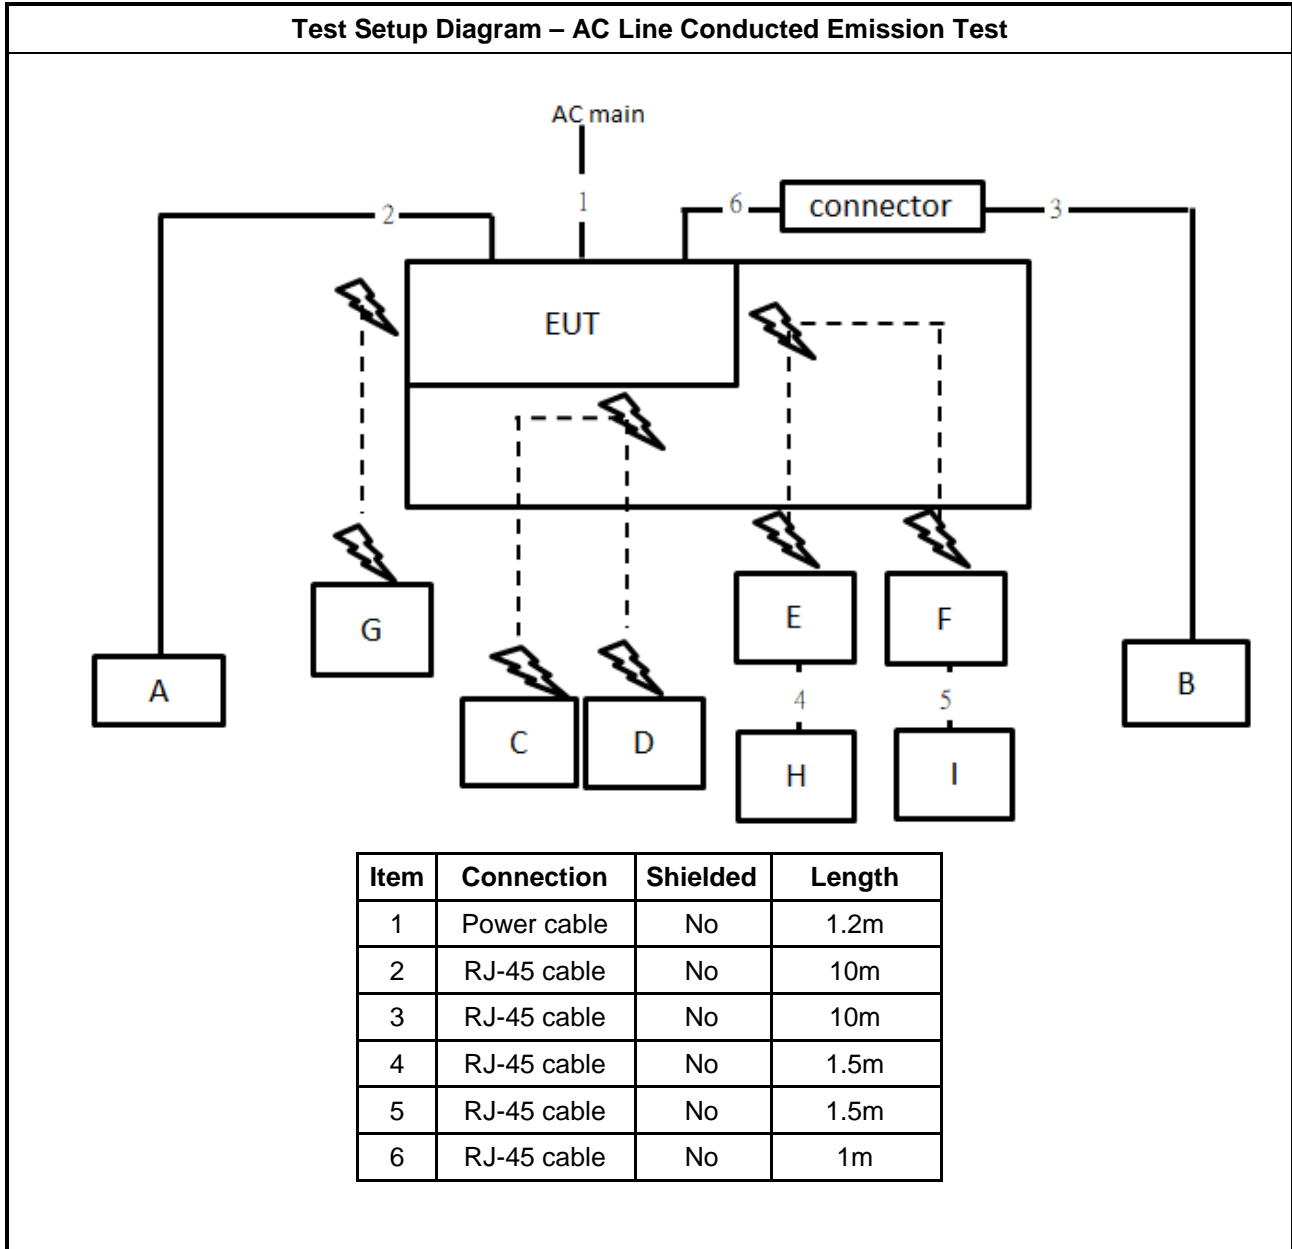 Test Setup Diagram – AC Line Conducted Emission Test
AC main
2
1
6
connector
3
EUT
G
E
F
A
B
4
5
C
D
H
I
Item Connection Shielded Length
1 Power cable No 1.2m
2 RJ-45 cable No 10m
3 RJ-45 cable No 10m
4 RJ-45 cable No 1.5m
5 RJ-45 cable No 1.5m
6 RJ-45 cable No 1m